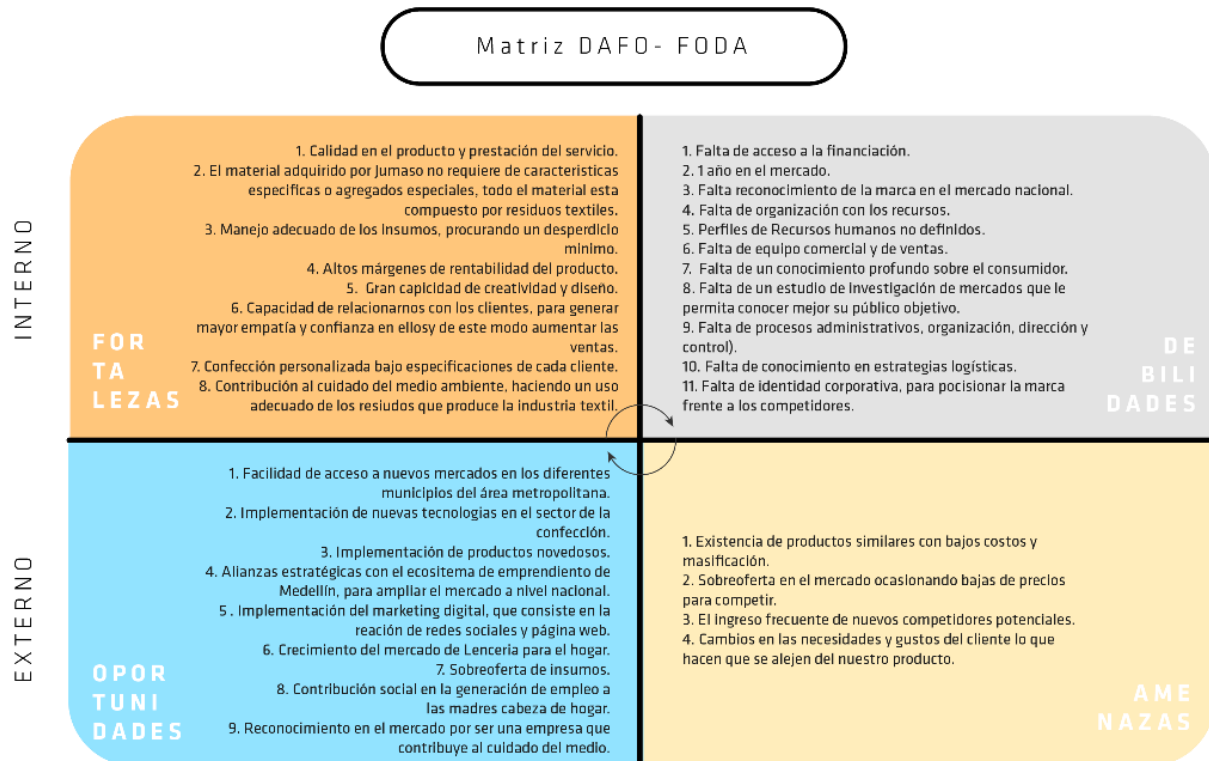 Matriz DAFO- FODA
INTERNO
1. Calidad en el producto y prestación del servicio.
2. El material adquirido por Jumaso no requiere de características
especificas o agregados especiales, todo el material esta
compuesto por residuos textiles.
3. Manejo adecuado de los insumos, procurando un desperdicio
minimo.
4. Altos márgenes de rentabilidad del producto.
5. Gran capicidad de creatividad y diseño.
6. Capacidad de relacionarnos con los clientes, para generar
mayor empatía y confianza en ellosy de este modo aumentar las
ventas.
7. Confección personalizada bajo especificaciones de cada cliente.
8. Contribución al cuidado del medio ambiente, haciendo un uso
adecuado de los resiudos que produce la industria textil.
FOR
TA
LEZAS
1. Falta de acceso a la financiación.
2. 1 año en el mercado.
3. Falta reconocimiento de la marca en el mercado nacional.
4. Falta de organización con los recursos.
5. Perfiles de Recursos humanos no definidos.
6. Falta de equipo comercial y de ventas.
7. Falta de un conocimiento profundo sobre el consumidor.
8. Falta de un estudio de investigación de mercados que le
permita conocer mejor su público objetivo.
9. Falta de procesos administrativos, organización, dirección y
control).
10. Falta de conocimiento en estrategias logísticas.
11. Falta de identidad corporativa, para pocisionar la marca
frente a los competidores.
DE
BILI
DADES
EXTERNO
1. Facilidad de acceso a nuevos mercados en los diferentes
municipios del área metropolitana.
2. Implementación de nuevas tecnologías en el sector de la
confección.
3. Implementación de productos novedosos.
4. Alianzas estratégicas con el ecositema de emprendiento de
Medellín, para ampliar el mercado a nivel nacional.
5 . Implementación del marketing digital, que consiste en la
reación de redes sociales y página web.
6. Crecimiento del mercado de Lenceria para el hogar.
7. Sobreoferta de insumos.
8. Contribución social en la generación de empleo a
las madres cabeza de hogar.
9. Reconocimiento en el mercado por ser una empresa que
contribuye al cuidado del medio.
OPOR
TUNI
DADES
1. Existencia de productos similares con bajos costos y
masificación.
2. Sobreoferta en el mercado ocasionando bajas de precios
para competir.
3. El ingreso frecuente de nuevos competidores potenciales.
4. Cambios en las necesidades y gustos del cliente lo que
hacen que se alejen del nuestro producto.
AME
NAZAS